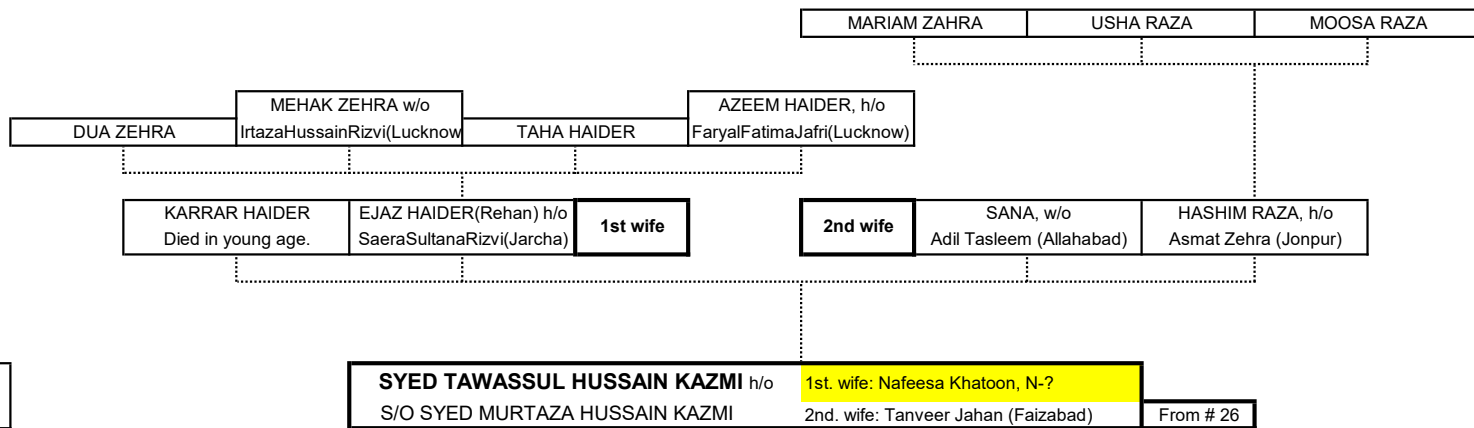 MARIAM ZAHRA USHA RAZA MOOSA RAZA
MEHAK ZEHRA w/o AZEEM HAIDER, h/o
DUA ZEHRA IrtazaHussainRizvi(Lucknow TAHA HAIDER FaryalFatimaJafri(Lucknow)
KARRAR HAIDER EJAZ HAIDER(Rehan) h/o SANA, w/o HASHIM RAZA, h/o
1st wife 2nd wife
Died in young age. SaeraSultanaRizvi(Jarcha) Adil Tasleem (Allahabad) Asmat Zehra (Jonpur)
SYED TAWASSUL HUSSAIN KAZMI h/o 1st. wife: Nafeesa Khatoon, N-?
S/O SYED MURTAZA HUSSAIN KAZMI 2nd. wife: Tanveer Jahan (Faizabad) From # 26